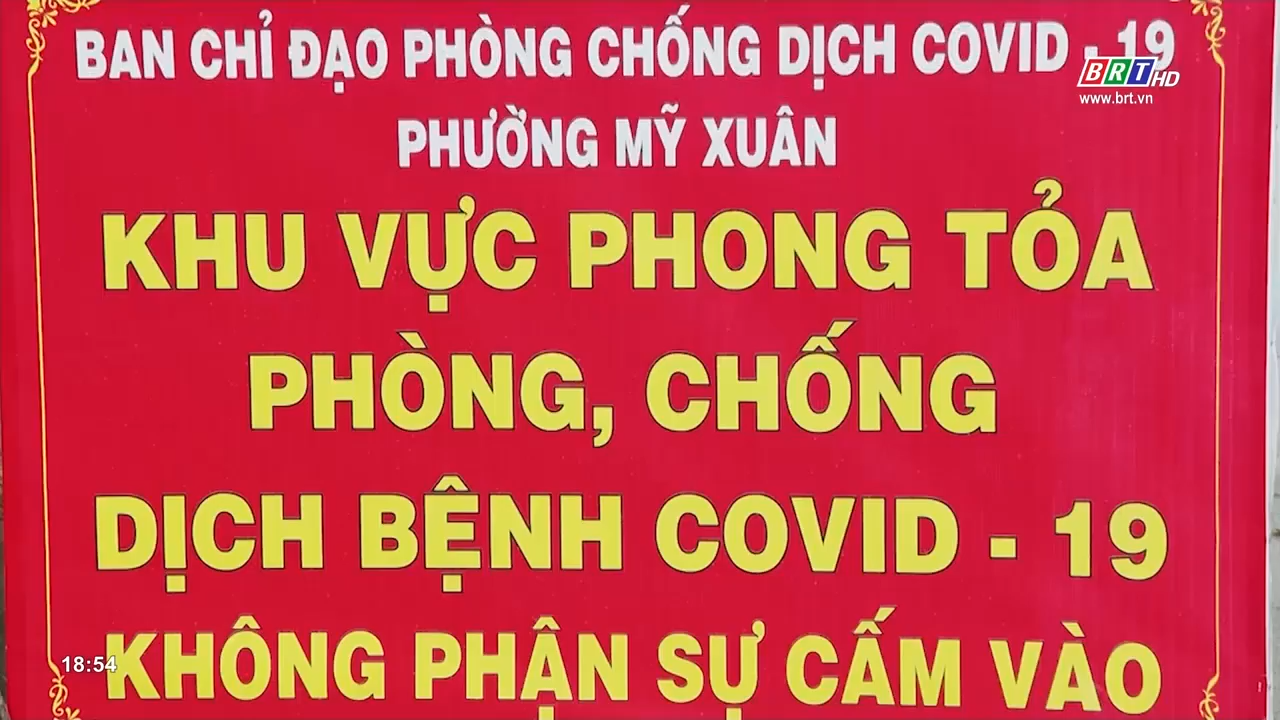 BAN CHỈ ĐẠO PHÒNG CHỐNG DỊCH COVID - 19
BRT HD
www.brt.vn
PHƯỜNG MỸ XUÂN
KHU VỰC PHONG TỎA
PHÒNG, CHỐNG
DỊCH BỆNH COVID - 19
KHÔNG PHẬN SỰ CẤM VÀO
18:54